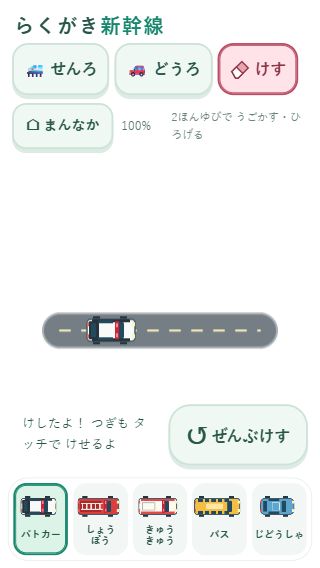 らくがき新幹線
せんろ
どうろ
けす
まんなか
100%
2ほんゆびで うごかす・ひ
ろげる
けしたよ！ つぎも タ
ッチで けせるよ
ぜんぶけす
パトカー
しょう
ぼう
きゅう
きゅう
バス
じどうしゃ